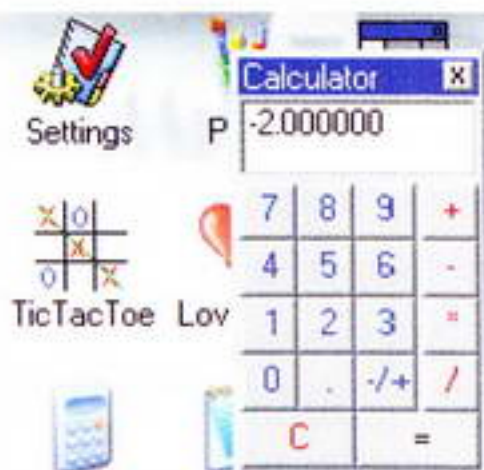 Calculator x
-2.000000
Settings P
7 8 9 +
4 5 6 -
X O
X
O X
TicTacToe Lov
1 2 3 *
0 . -/+ /
C =